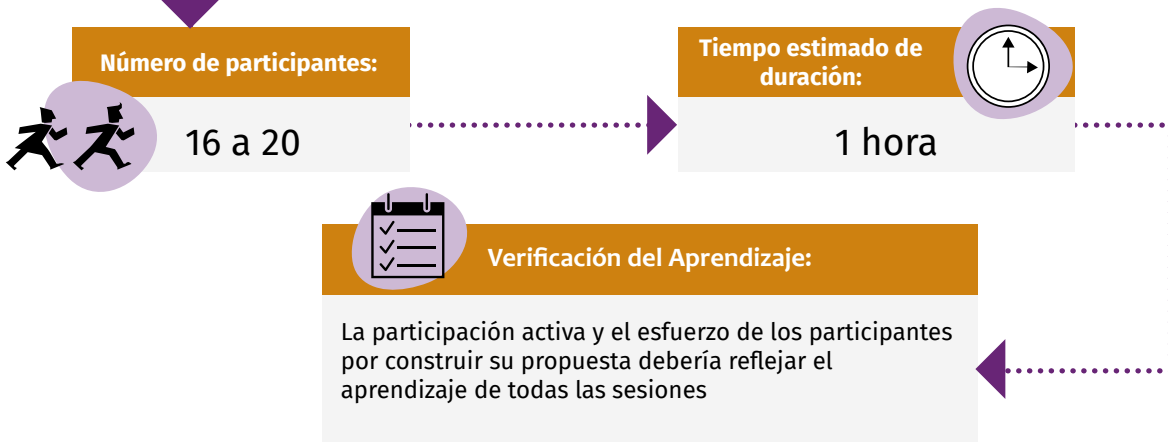 Número de participantes:
16 a 20
Tiempo estimado de
duración:
1 hora
Verificación del Aprendizaje:
La participación activa y el esfuerzo de los participantes
por construir su propuesta debería reflejar el
aprendizaje de todas las sesiones